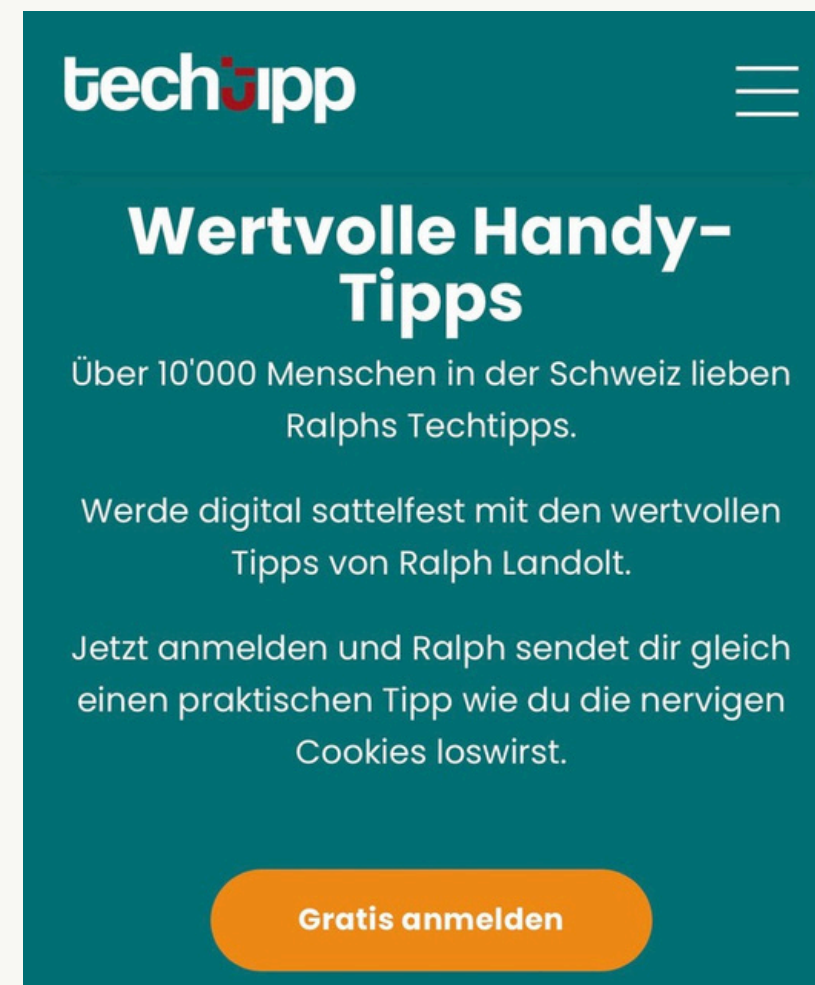 techtipp
Wertvolle Handy-
Tipps
Über 10'000 Menschen in der Schweiz lieben
Ralphs Techtipps.
Werde digital sattelfest mit den wertvollen
Tipps von Ralph Landolt.
Jetzt anmelden und Ralph sendet dir gleich
einen praktischen Tipp wie du die nervigen
Cookies loswirst.
Gratis anmelden